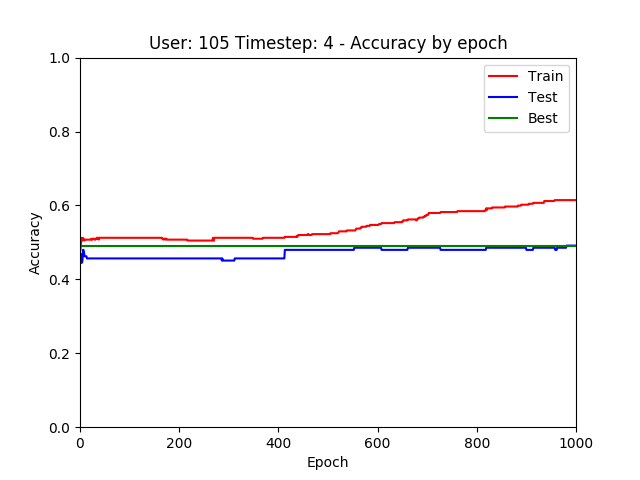 User: 105 Timestep: 4 - Accuracy by epoch
1.0
0.8
0.6
0.4
0.2
0.0
Accuracy
Train
Test
Best
0 200 400 600 800 1000
Epoch